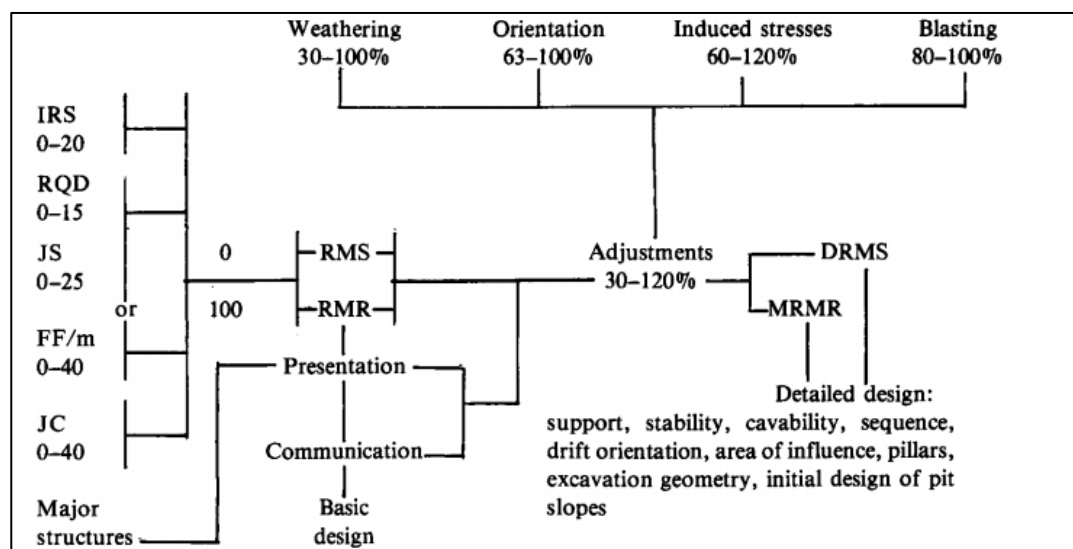 Weathering
30–100%
Orientation
63–100%
Induced stresses
60–120%
Blasting
80–100%
IRS
0–20
RQD
0–15
JS
0–25
or
FF/m
0–40
JC
0–40
Major
structures
0
100
RMS
RMR
Presentation
Communication
Basic
design
Adjustments
30–120%
DRMS
MRMR
Detailed design:
support, stability, cavability, sequence,
drift orientation, area of influence, pillars,
excavation geometry, initial design of pit
slopes